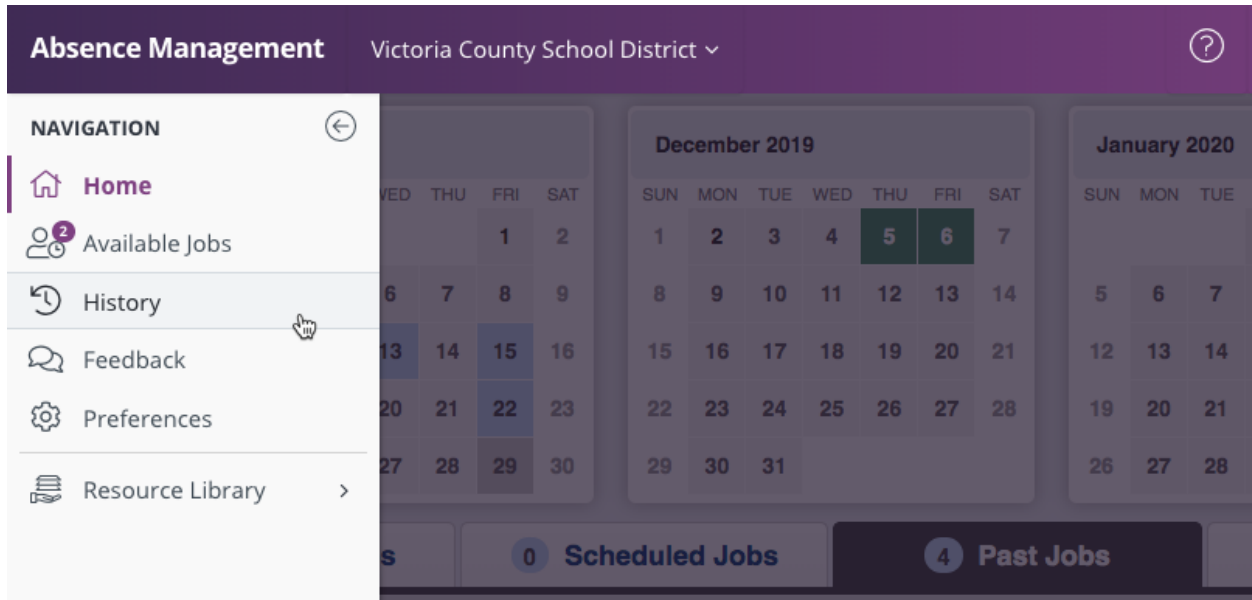 Absence Management Victoria County School District
?
NAVIGATION
Home
2
Available Jobs
History
Feedback
Preferences
Resource Library
WED THU FRI SAT
1 2
6 7 8 9
13 14 15 16
20 21 22 23
27 28 29 30
December 2019
SUN MON TUE WED THU FRI SAT
1 2 3 4 5 6 7
8 9 10 11 12 13 14
15 16 17 18 19 20 21
22 23 24 25 26 27 28
29 30 31
January 2020
SUN MON TUE
5 6 7
12 13 14
19 20 21
26 27 28
s
0 Scheduled Jobs
4 Past Jobs